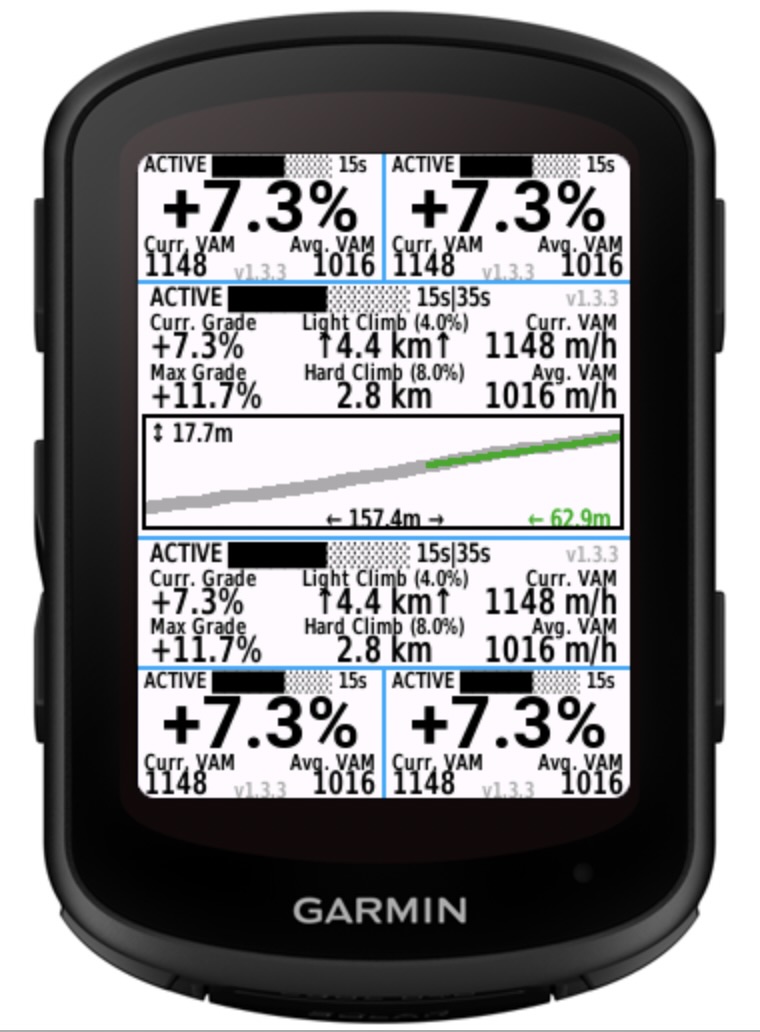 ACTIVE 15s ACTIVE 15s
+7.3% +7.3%
Curr. VAM Avg. VAM Curr. VAM Avg. VAM
1148 v1.3.3 1016 1148 v1.3.3 1016
ACTIVE 15s|35s v1.3.3
Curr. Grade Light Climb (4.0%) Curr. VAM
+7.3% ↑4.4 km↑ 1148 m/h
Max Grade Hard Climb (8.0%) Avg. VAM
+11.7% 2.8 km 1016 m/h
↕ 17.7m
← 157.4m → ← 62.9m
ACTIVE 15s|35s v1.3.3
Curr. Grade Light Climb (4.0%) Curr. VAM
+7.3% ↑4.4 km↑ 1148 m/h
Max Grade Hard Climb (8.0%) Avg. VAM
+11.7% 2.8 km 1016 m/h
ACTIVE 15s ACTIVE 15s
+7.3% +7.3%
Curr. VAM Avg. VAM Curr. VAM Avg. VAM
1148 v1.3.3 1016 1148 v1.3.3 1016
GARMIN